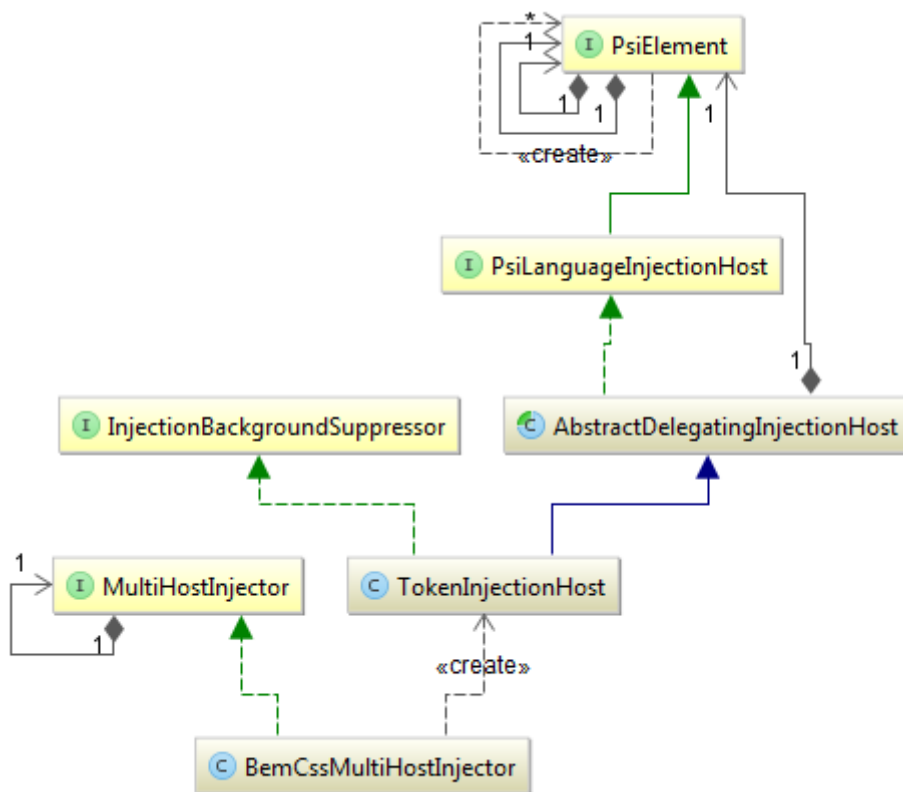 *
1
I PsiElement
1
1
1
«create»
I PsiLanguageInjectionHost
1
I InjectionBackgroundSuppressor
C AbstractDelegatingInjectionHost
1
I MultiHostInjector
C TokenInjectionHost
1
«create»
C BemCssMultiHostInjector